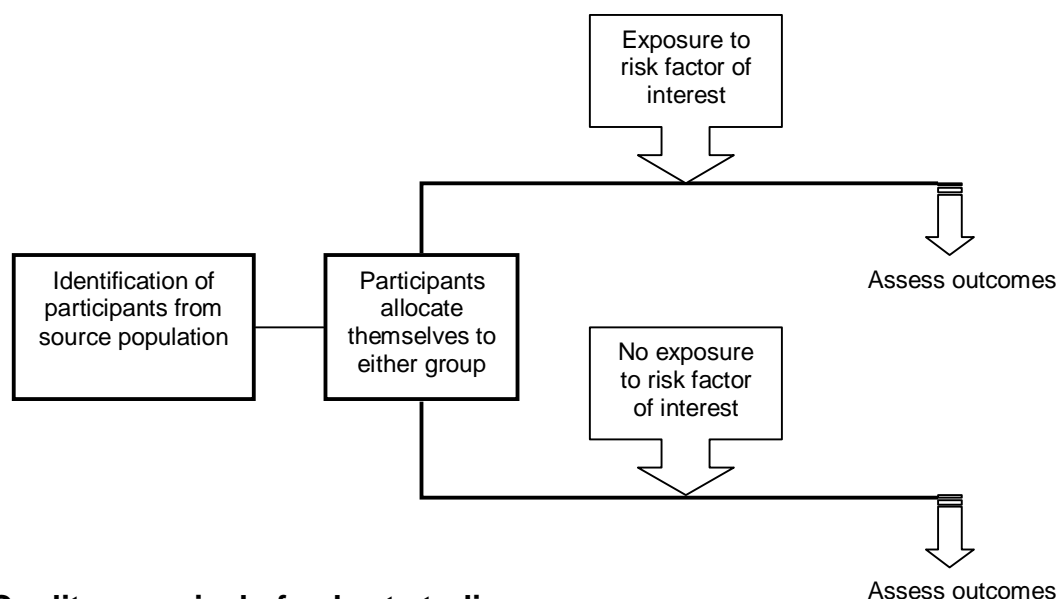 Exposure to
risk factor of
interest
Identification of
participants from
source population
Participants
allocate
themselves to
either group
Assess outcomes
No exposure
to risk factor
of interest
Assess outcomes